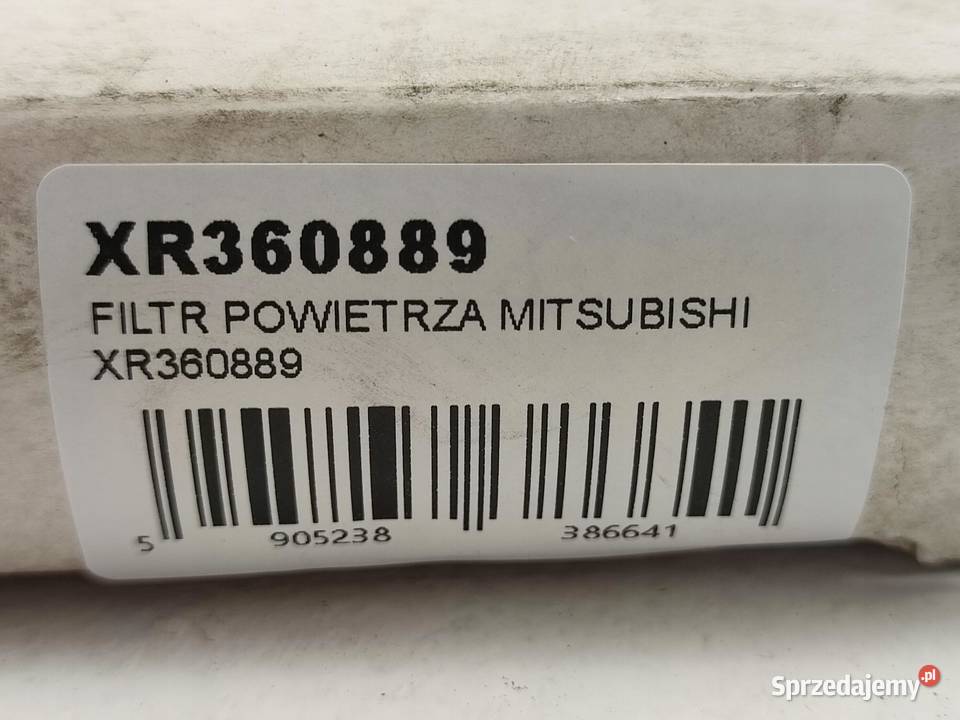 XR360889
FILTR POWIETRZA MITSUBISHI
XR360889
5 905238 386641
Sprzedajemy.pl